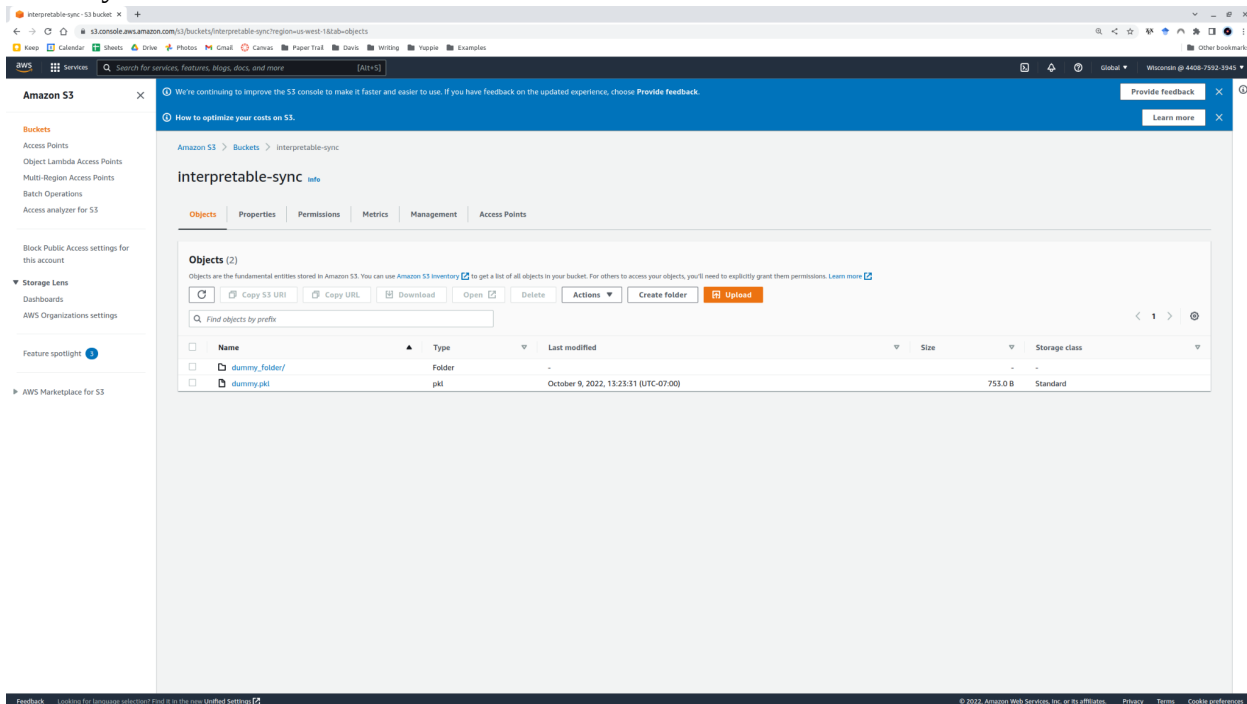 interpretable-sync - S3 bucket
s3.console.aws.amazon.com/s3/buckets/interpretable-sync?region=us-west-1&tab=objects
Keep Calendar Sheets Drive Photos Gmail Canvas Paper Trail Davis Writing Yuppie Examples Other bookmarks
aws Services Search for services, features, blogs, docs, and more [Alt+S] Global Wisconsin @ 4408-7592-3945
Amazon S3
Buckets
Access Points
Object Lambda Access Points
Multi-Region Access Points
Batch Operations
Access analyzer for S3
Block Public Access settings for
this account
Storage Lens
Dashboards
AWS Organizations settings
Feature spotlight 3
AWS Marketplace for S3
We're continuing to improve the S3 console to make it faster and easier to use. If you have feedback on the updated experience, choose Provide feedback. Provide feedback
How to optimize your costs on S3. Learn more
Amazon S3 > Buckets > interpretable-sync
interpretable-sync Info
Objects Properties Permissions Metrics Management Access Points
Objects (2)
Objects are the fundamental entities stored in Amazon S3. You can use Amazon S3 inventory to get a list of all objects in your bucket. For others to access your objects, you'll need to explicitly grant them permissions. Learn more
Copy S3 URI Copy URL Download Open Delete Actions Create folder Upload
Find objects by prefix < 1 >
Name Type Last modified Size Storage class
dummy_folder/ Folder - - -
dummy.pkl pkl October 9, 2022, 13:23:31 (UTC-07:00) 753.0 B Standard
Feedback Looking for language selection? Find it in the new Unified Settings © 2022, Amazon Web Services, Inc. or its affiliates. Privacy Terms Cookie preferences